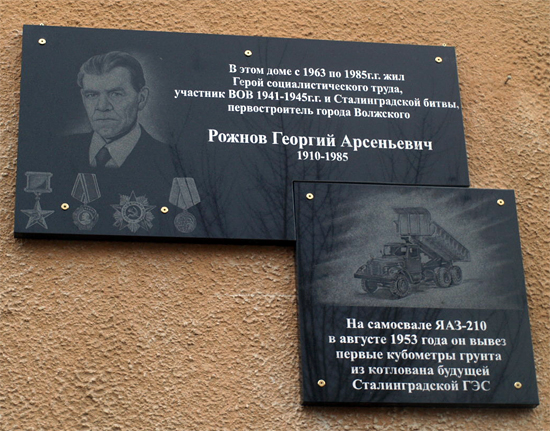 В этом доме с 1963 по 1985г.г. жил
Герой социалистического труда,
участник ВОВ 1941-1945г.г. и Сталинградской битвы,
первостроитель города Волжского
Рожнов Георгий Арсеньевич
1910-1985
На самосвале ЯАЗ-210
в августе 1953 года он вывез
первые кубометры грунта
из котлована будущей
Сталинградской ГЭС